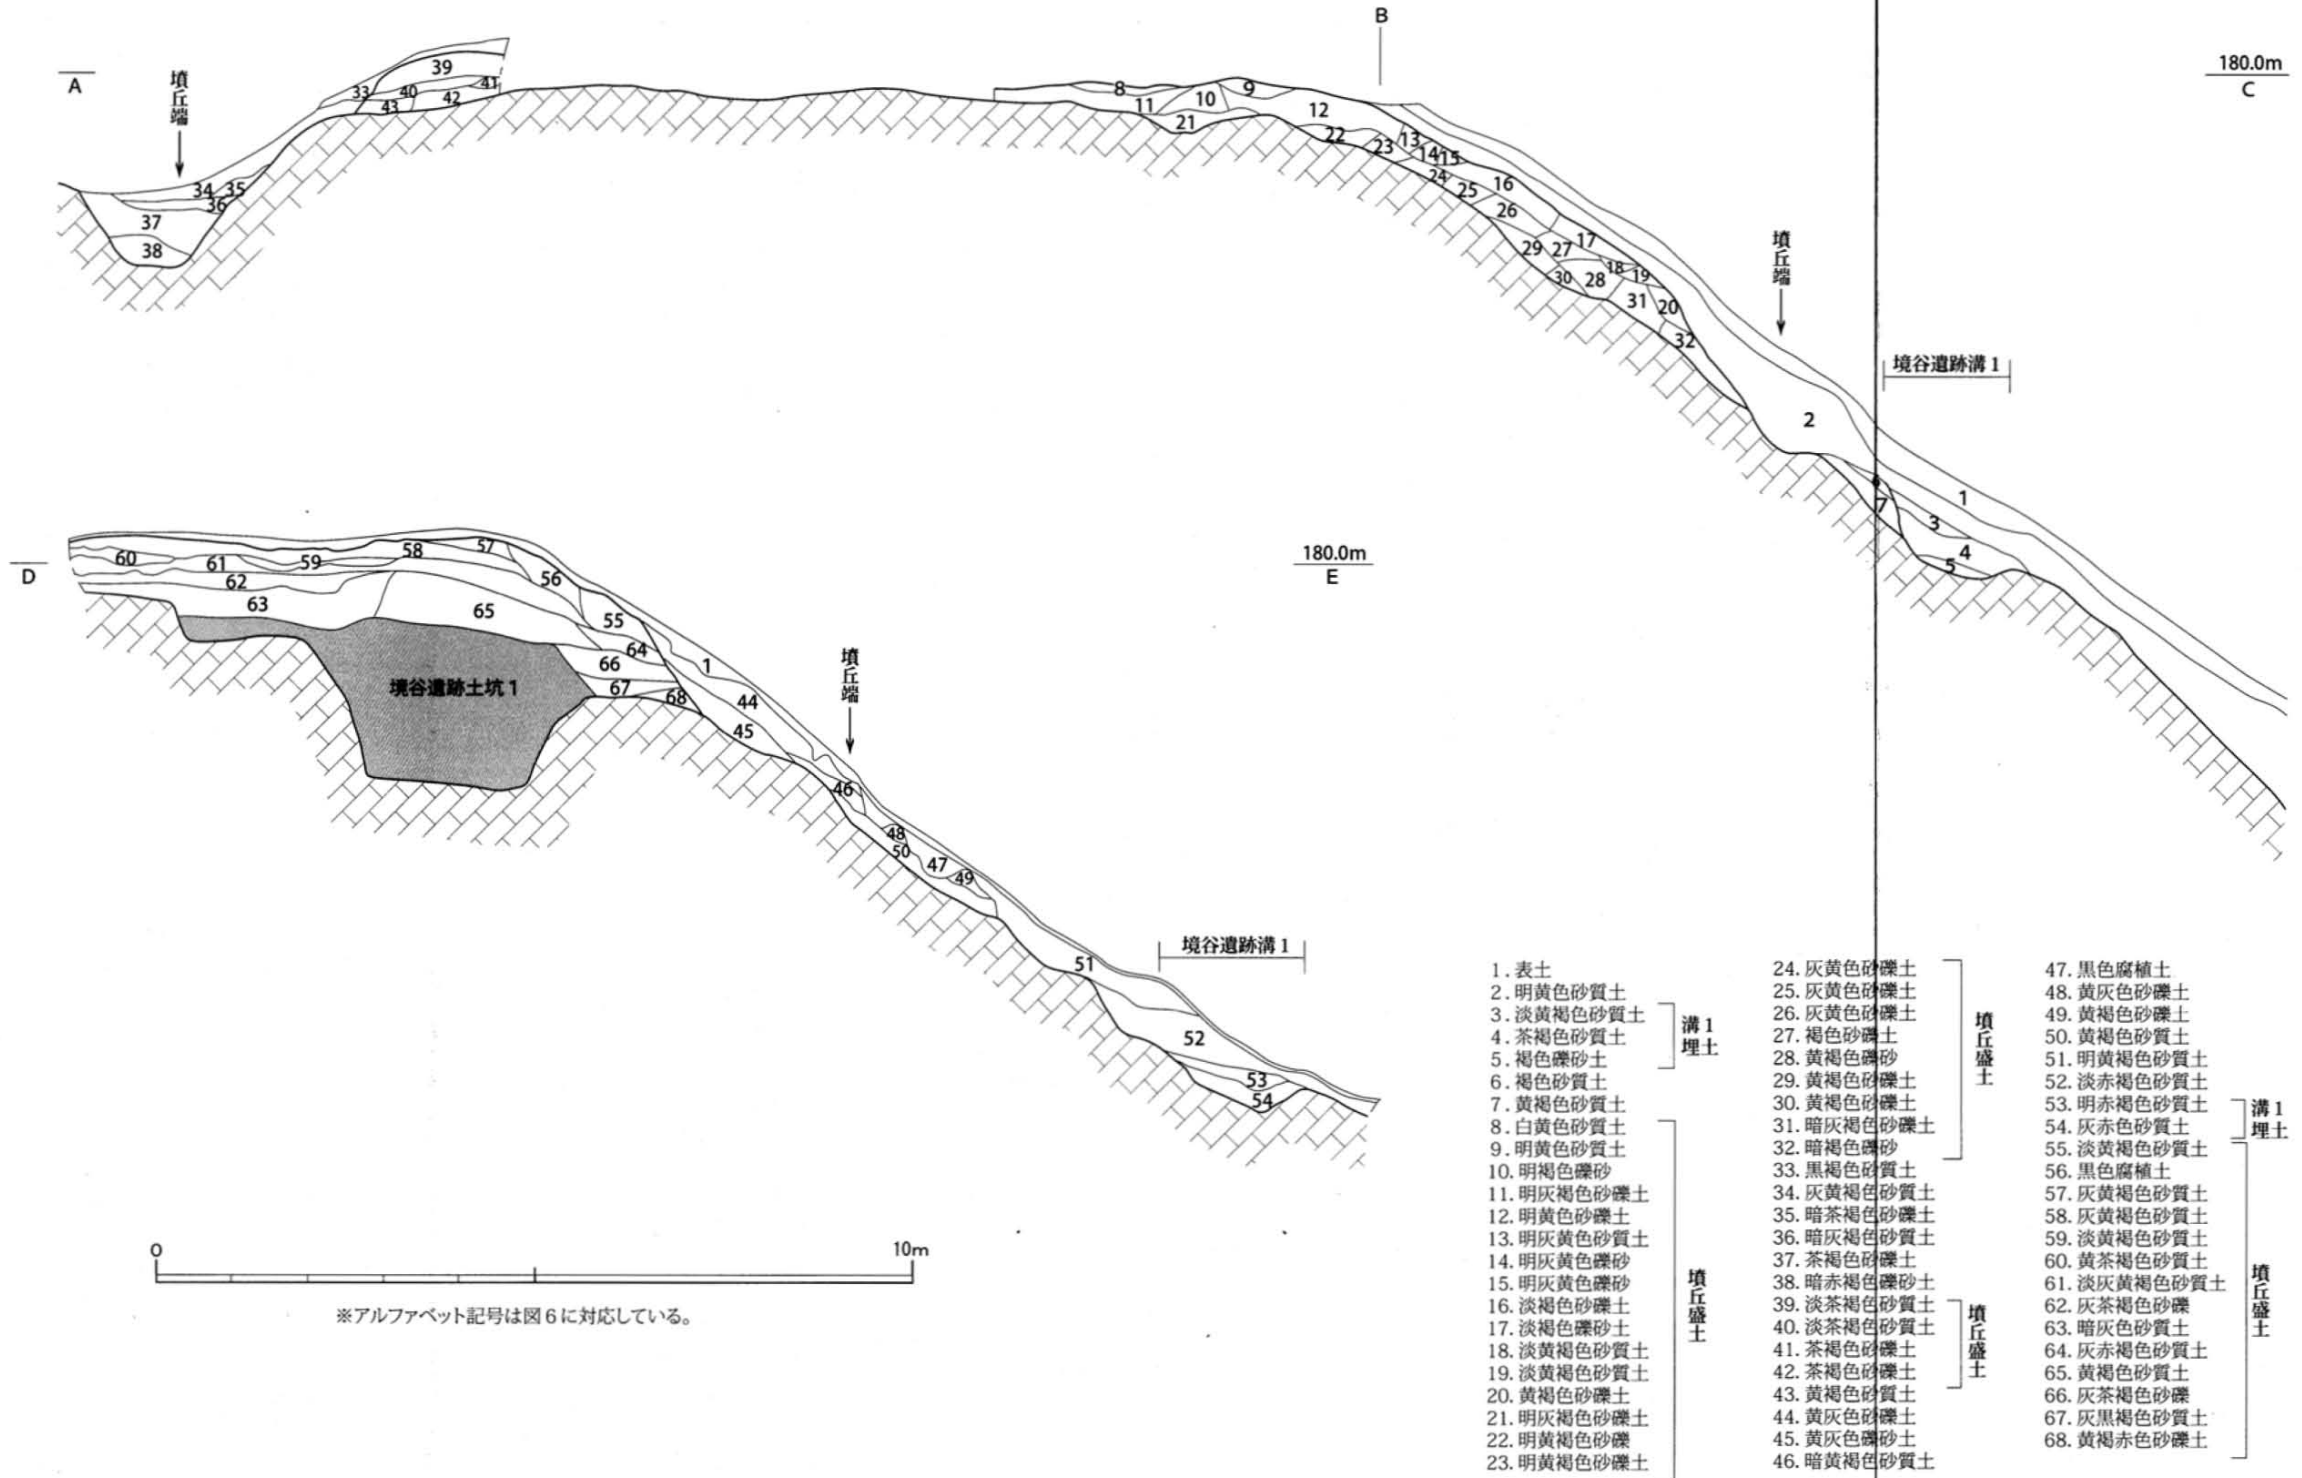 A
墳丘端
33
39
40
41
43
42
34
35
36
37
38
8
9
10
11
21
12
B
22
23
13
14
15
24
25
16
26
17
29
27
18
19
30
28
31
20
32
墳丘端
180.0m
C
境谷遺跡溝1
2
7
1
3
4
5
D
60
61
59
58
57
62
63
65
56
55
64
66
67
68
境谷遺跡土坑1
1
44
45
墳丘端
46
48
50
47
49
51
52
53
54
境谷遺跡溝1
180.0m
E
0
10m
※アルファベット記号は図6に対応している。
1. 表土
2. 明黄色砂質土
3. 淡黄褐色砂質土
4. 茶褐色砂質土
5. 褐色礫砂土
溝1
埋土
6. 褐色砂質土
7. 黄褐色砂質土
8. 白黄色砂質土
9. 明黄色砂質土
10. 明褐色礫砂
11. 明灰褐色砂礫土
12. 明黄色砂礫土
13. 明灰黄色砂質土
14. 明灰黄色礫砂
15. 明灰黄色礫砂
16. 淡褐色砂礫土
17. 淡褐色礫砂土
18. 淡黄褐色砂質土
19. 淡黄褐色砂質土
20. 黄褐色砂礫土
21. 明灰褐色砂礫土
22. 明黄褐色砂礫
23. 明黄褐色砂礫土
墳丘盛土
24. 灰黄色砂礫土
25. 灰黄色砂礫土
26. 灰黄色砂礫土
27. 褐色砂礫土
28. 黄褐色礫砂
29. 黄褐色砂礫土
30. 黄褐色砂礫土
31. 暗灰褐色砂礫土
32. 暗褐色礫砂
墳丘盛土
33. 黒褐色砂質土
34. 灰黄褐色砂質土
35. 暗茶褐色砂礫土
36. 暗灰褐色砂質土
37. 茶褐色砂礫土
38. 暗赤褐色礫砂土
39. 淡茶褐色砂質土
40. 淡茶褐色砂質土
41. 茶褐色砂礫土
42. 茶褐色砂礫土
墳丘盛土
43. 黄褐色砂質土
44. 黄灰色砂礫土
45. 黄灰色礫砂土
46. 暗黄褐色砂質土
47. 黒色腐植土
48. 黄灰色砂礫土
49. 黄褐色砂礫土
50. 黄褐色砂質土
51. 明黄褐色砂質土
52. 淡赤褐色砂質土
53. 明赤褐色砂質土
54. 灰赤色砂質土
溝1
埋土
55. 淡黄褐色砂質土
56. 黒色腐植土
57. 灰黄褐色砂質土
58. 灰黄褐色砂質土
59. 淡黄褐色砂質土
60. 黄茶褐色砂質土
61. 淡灰黄褐色砂質土
62. 灰茶褐色砂礫
63. 暗灰色砂質土
64. 灰赤褐色砂質土
65. 黄褐色砂質土
66. 灰茶褐色砂礫
67. 灰黒褐色砂質土
68. 黄褐赤色砂礫土
墳丘盛土